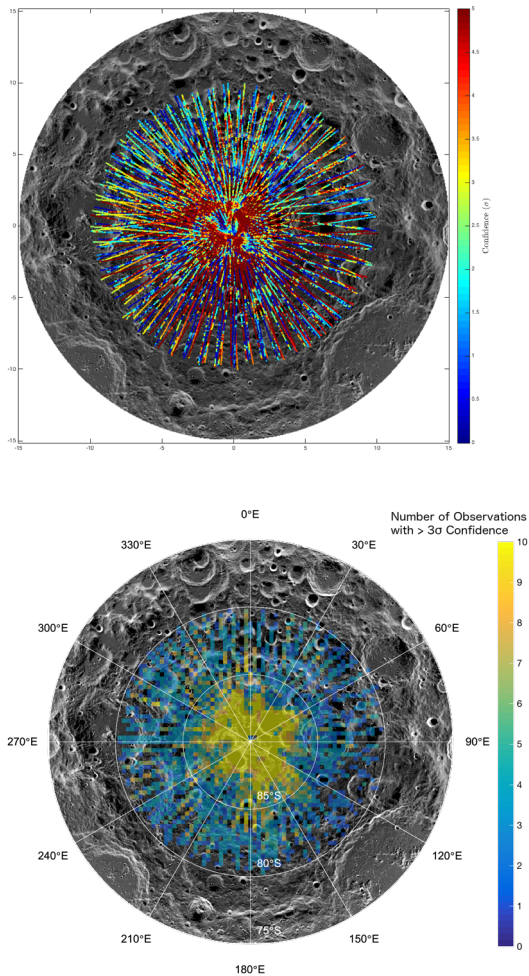 15
10
5
0
-5
-10
-15
-15
-10
-5
0
5
10
15
5
4.5
4
3.5
3
2.5
2
1.5
1
0.5
0
Confidence (σ)
Number of Observations
with > 3σ Confidence
0°E
330°E
30°E
300°E
60°E
270°E
90°E
240°E
120°E
210°E
150°E
180°E
85°S
80°S
75°S
10
9
8
7
6
5
4
3
2
1
0